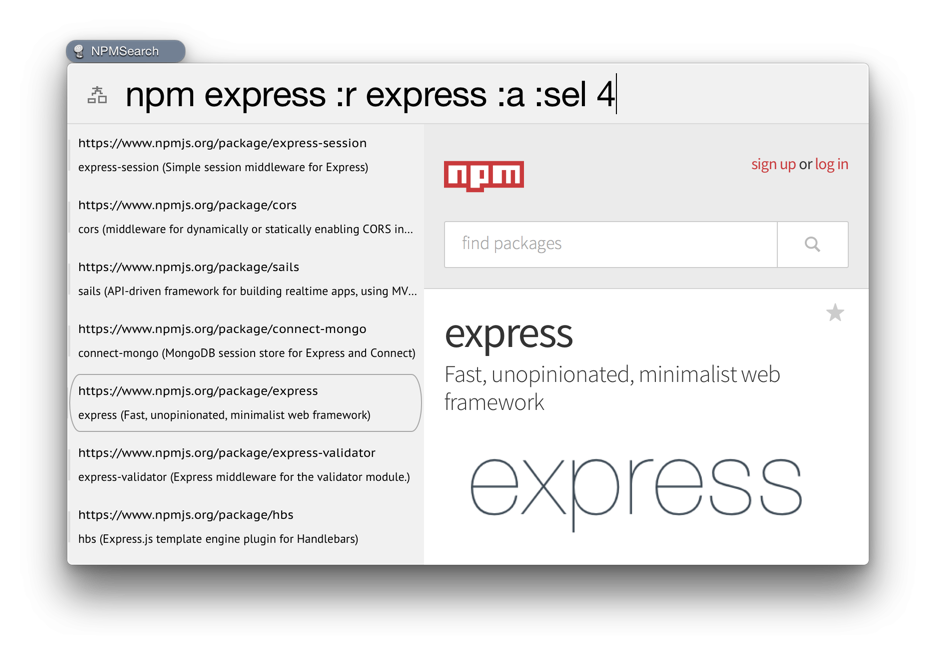 NPMSearch
npm express :r express :a :sel 4
https://www.npmjs.org/package/express-session
express-session (Simple session middleware for Express)
https://www.npmjs.org/package/cors
cors (middleware for dynamically or statically enabling CORS in...
https://www.npmjs.org/package/sails
sails (API-driven framework for building realtime apps, using MV...
https://www.npmjs.org/package/connect-mongo
connect-mongo (MongoDB session store for Express and Connect)
https://www.npmjs.org/package/express
express (Fast, unopinionated, minimalist web framework)
https://www.npmjs.org/package/express-validator
express-validator (Express middleware for the validator module.)
https://www.npmjs.org/package/hbs
hbs (Express.js template engine plugin for Handlebars)
npm
sign up or log in
find packages
express
Fast, unopinionated, minimalist web
framework
express